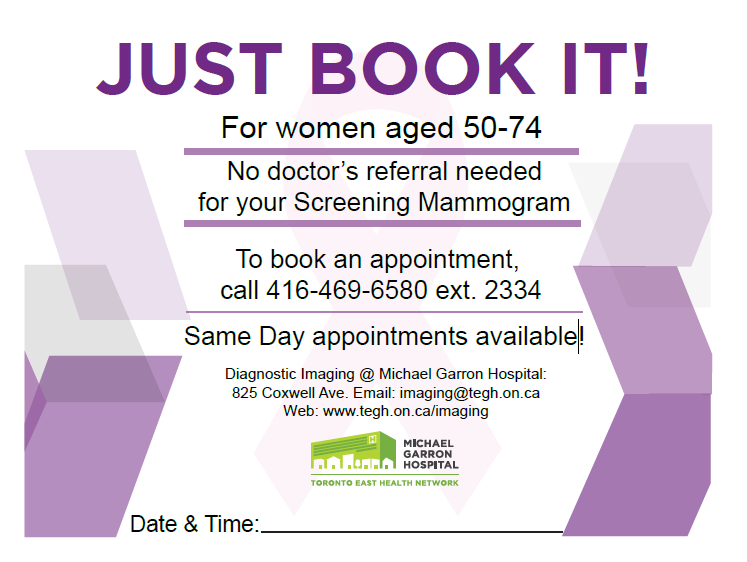 JUST BOOK IT!
For women aged 50-74
No doctor's referral needed
for your Screening Mammogram
To book an appointment,
call 416-469-6580 ext. 2334
Same Day appointments available!
Diagnostic Imaging @ Michael Garron Hospital:
825 Coxwell Ave. Email: imaging@tegh.on.ca
Web: www.tegh.on.ca/imaging
H
MICHAEL
GARRON
HOSPITAL
TORONTO EAST HEALTH NETWORK
Date & Time: